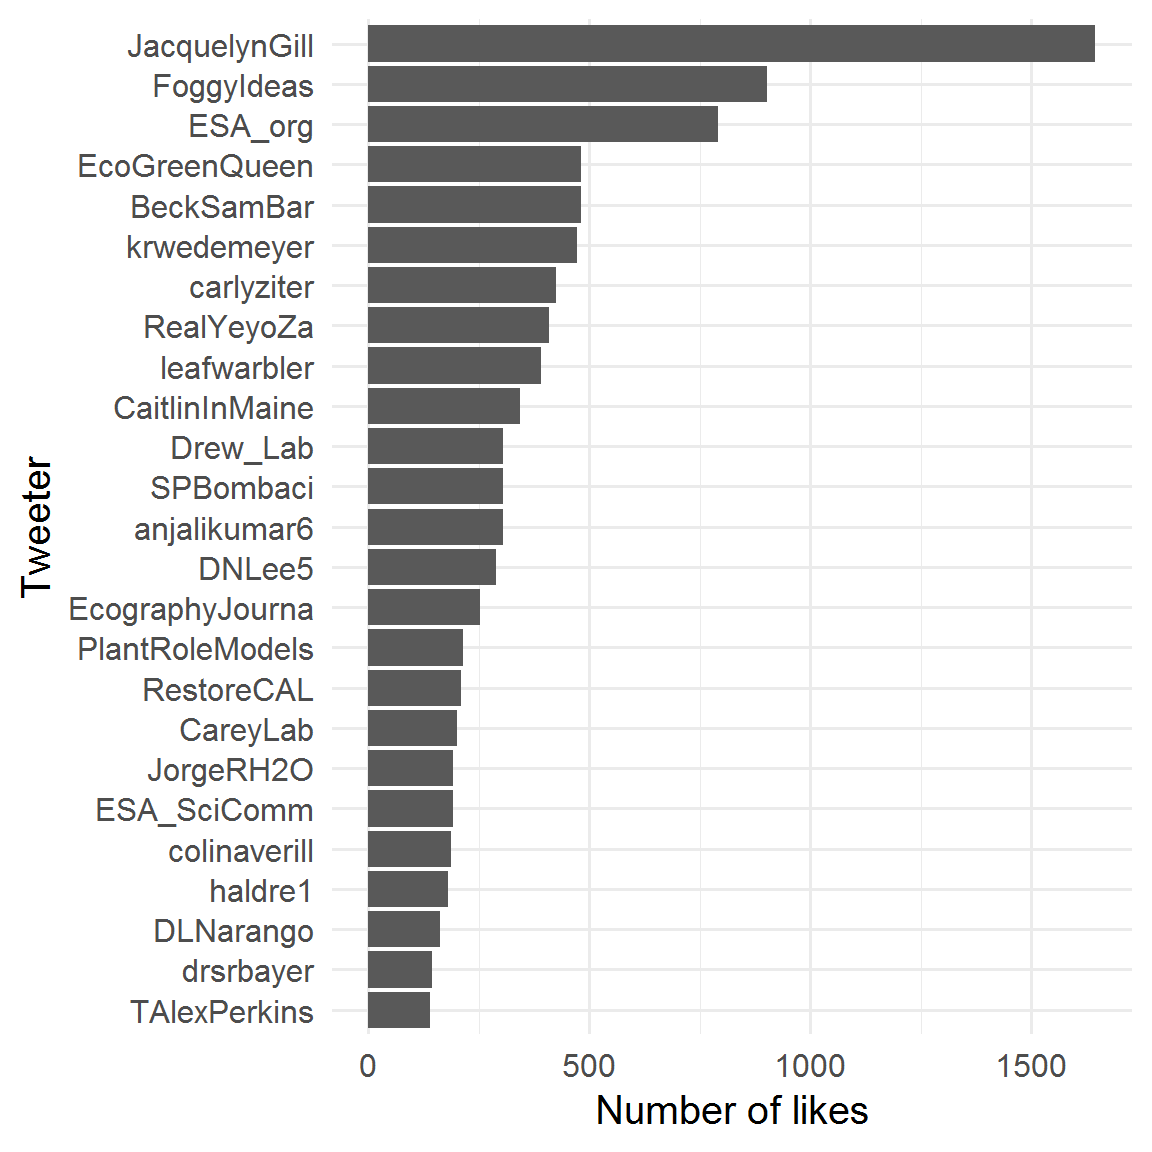 JacquelynGill
FoggyIdeas
ESA_org
EcoGreenQueen
BeckSamBar
krwedemeyer
carlyziter
RealYeyoZa
leafwarbler
CaitlinInMaine
Drew_Lab
SPBombaci
anjalikumar6
DNLee5
EcographyJourna
PlantRoleModels
RestoreCAL
CareyLab
JorgeRH2O
ESA_SciComm
colinaverill
haldre1
DLNarango
drsrbayer
TAlexPerkins
Tweeter
0 500 1000 1500
Number of likes